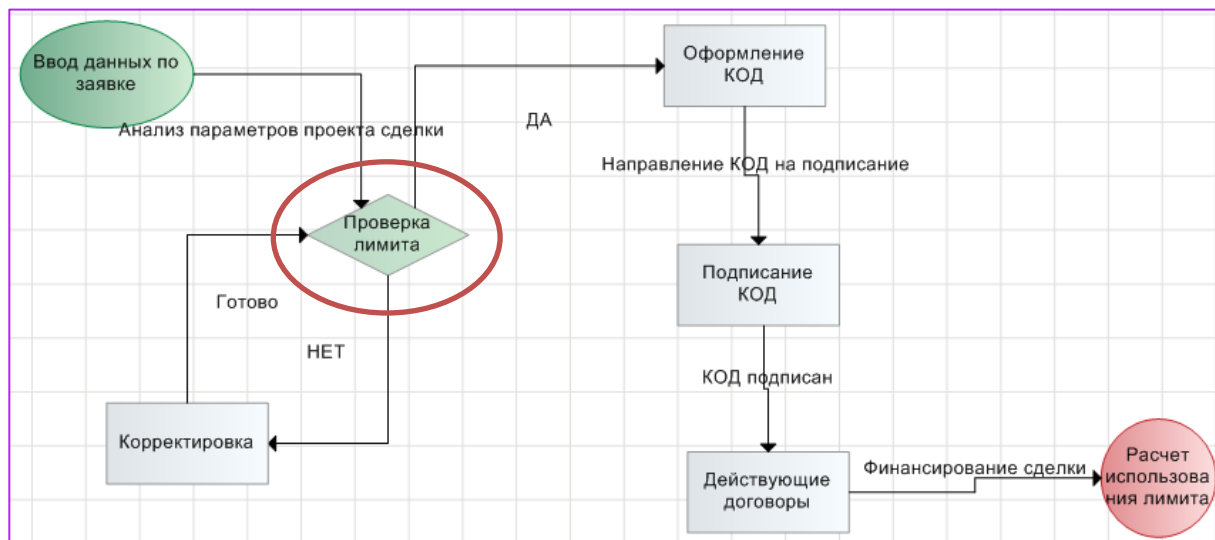 Ввод данных по
заявке
Анализ параметров проекта сделки
ДА
Оформление
КОД
Направление КОД на подписание
Проверка
лимита
Готово
НЕТ
Корректировка
Подписание
КОД
КОД подписан
Действующие
договоры
Финансирование сделки
Расчет
использова
ния лимита